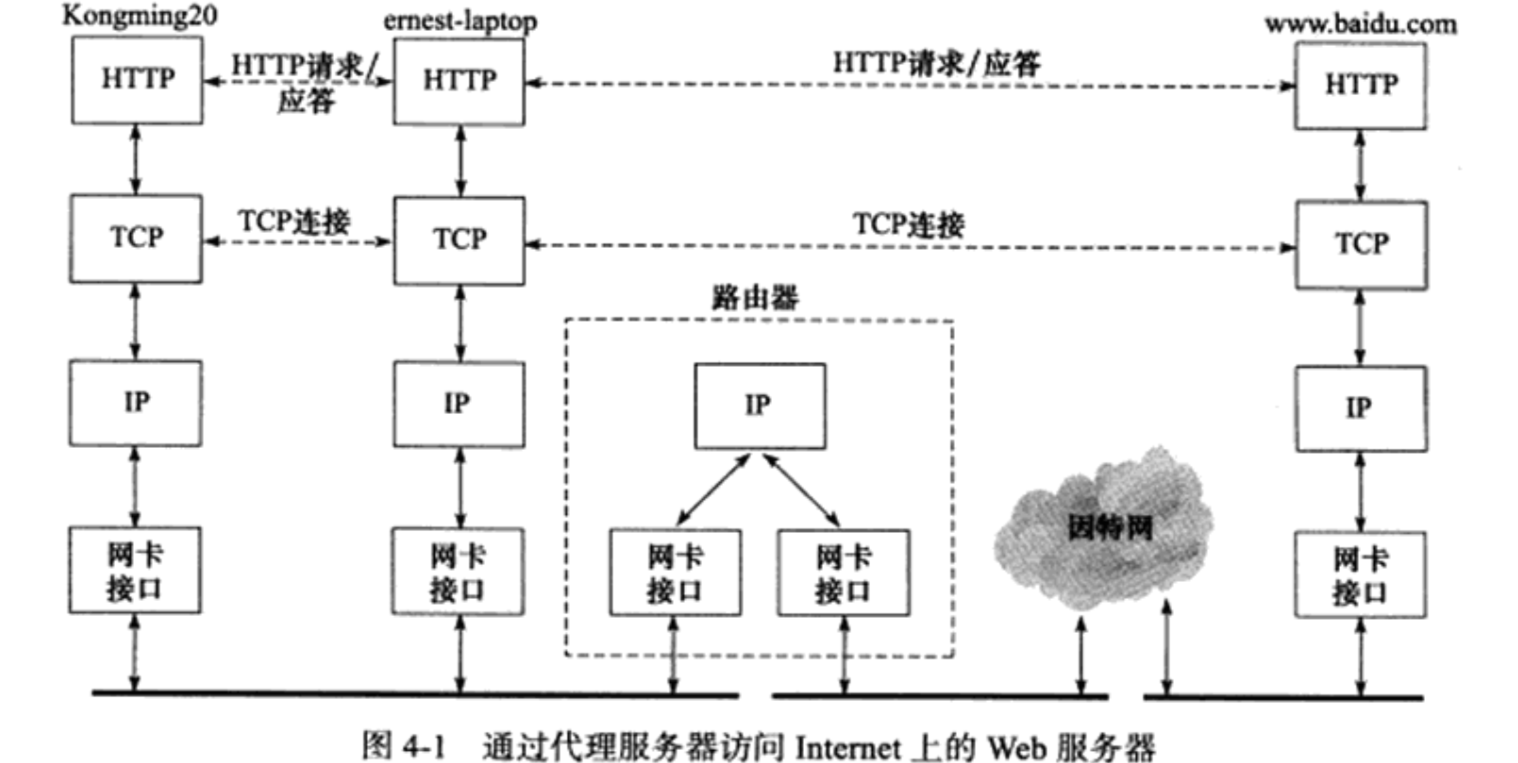 Kongming20
ernest-laptop
www.baidu.com
HTTP
HTTP请求/
应答
HTTP
HTTP请求/应答
HTTP
TCP
TCP连接
TCP
TCP连接
TCP
路由器
IP
IP
IP
IP
因特网
网卡
接口
网卡
接口
网卡
接口
网卡
接口
网卡
接口
图 4-1 通过代理服务器访问 Internet 上的 Web 服务器